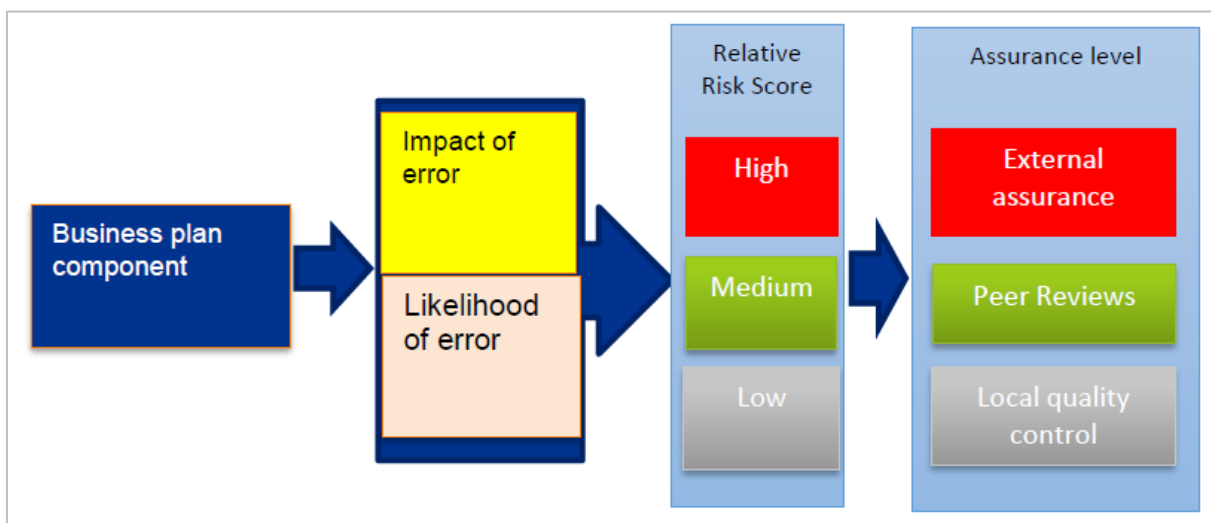 Business plan
component
Impact of
error
Likelihood
of error
Relative
Risk Score
High
Medium
Low
Assurance level
External
assurance
Peer Reviews
Local quality
control